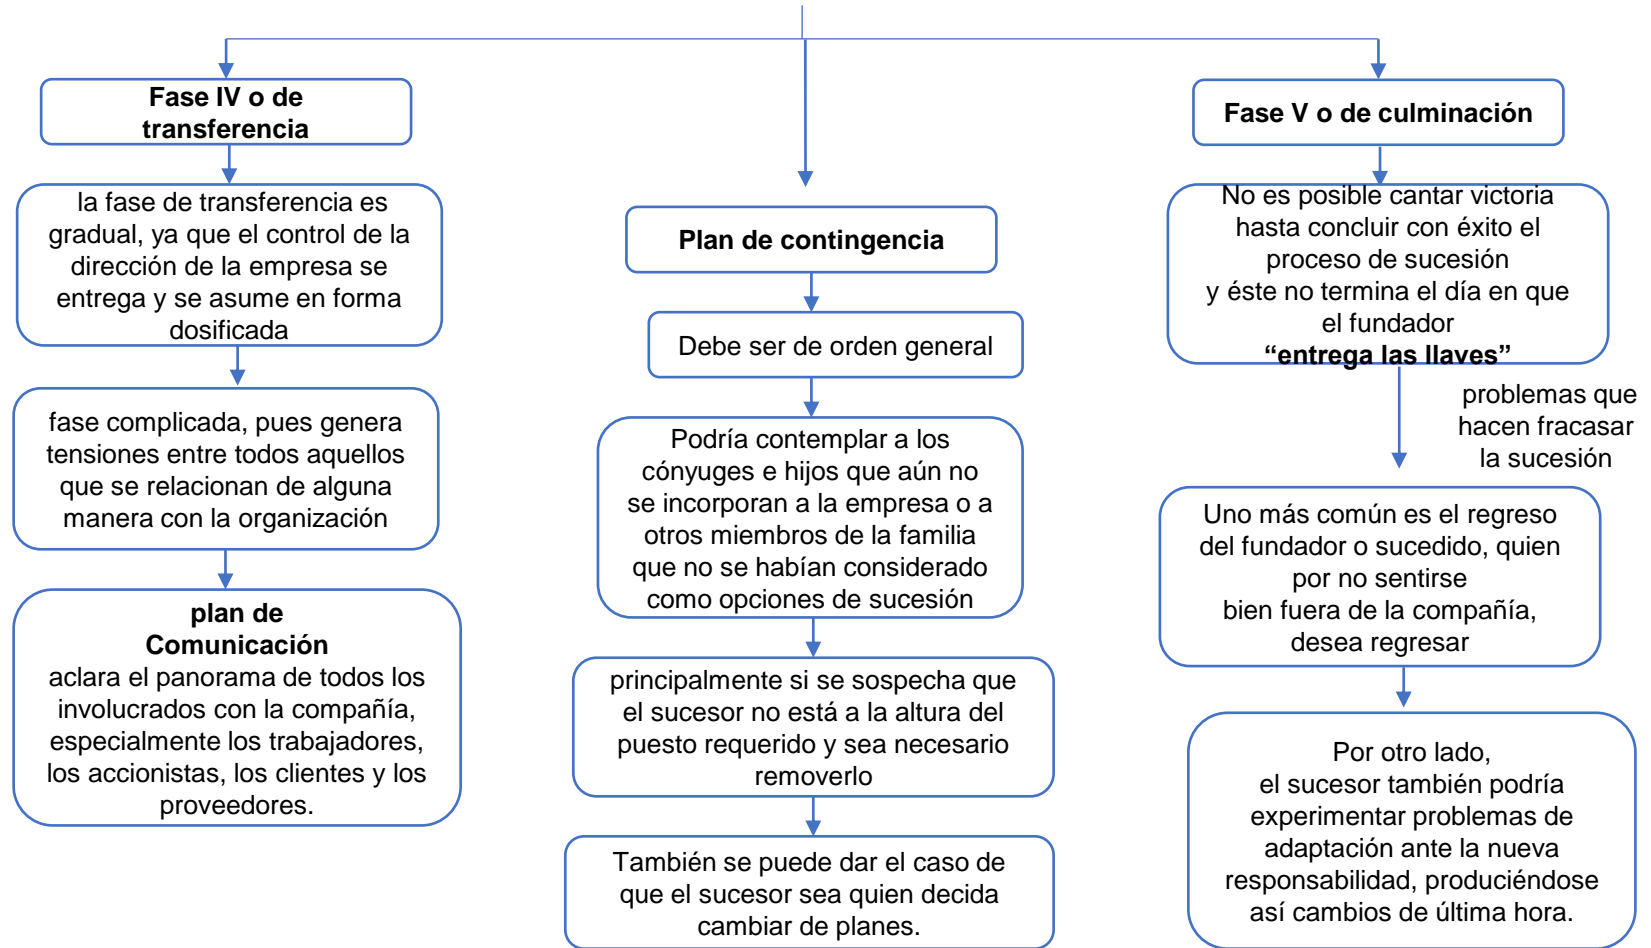 Fase IV o de
transferencia
la fase de transferencia es
gradual, ya que el control de la
dirección de la empresa se
entrega y se asume en forma
dosificada
fase complicada, pues genera
tensiones entre todos aquellos
que se relacionan de alguna
manera con la organización
plan de
Comunicación
aclara el panorama de todos los
involucrados con la compañía,
especialmente los trabajadores,
los accionistas, los clientes y los
proveedores.
Plan de contingencia
Debe ser de orden general
Podría contemplar a los
cónyuges e hijos que aún no
se incorporan a la empresa o a
otros miembros de la familia
que no se habían considerado
como opciones de sucesión
principalmente si se sospecha que
el sucesor no está a la altura del
puesto requerido y sea necesario
removerlo
También se puede dar el caso de
que el sucesor sea quien decida
cambiar de planes.
Fase V o de culminación
No es posible cantar victoria
hasta concluir con éxito el
proceso de sucesión
y éste no termina el día en que
el fundador
“entrega las llaves”
problemas que
hacen fracasar
la sucesión
Uno más común es el regreso
del fundador o sucedido, quien
por no sentirse
bien fuera de la compañía,
desea regresar
Por otro lado,
el sucesor también podría
experimentar problemas de
adaptación ante la nueva
responsabilidad, produciéndose
así cambios de última hora.